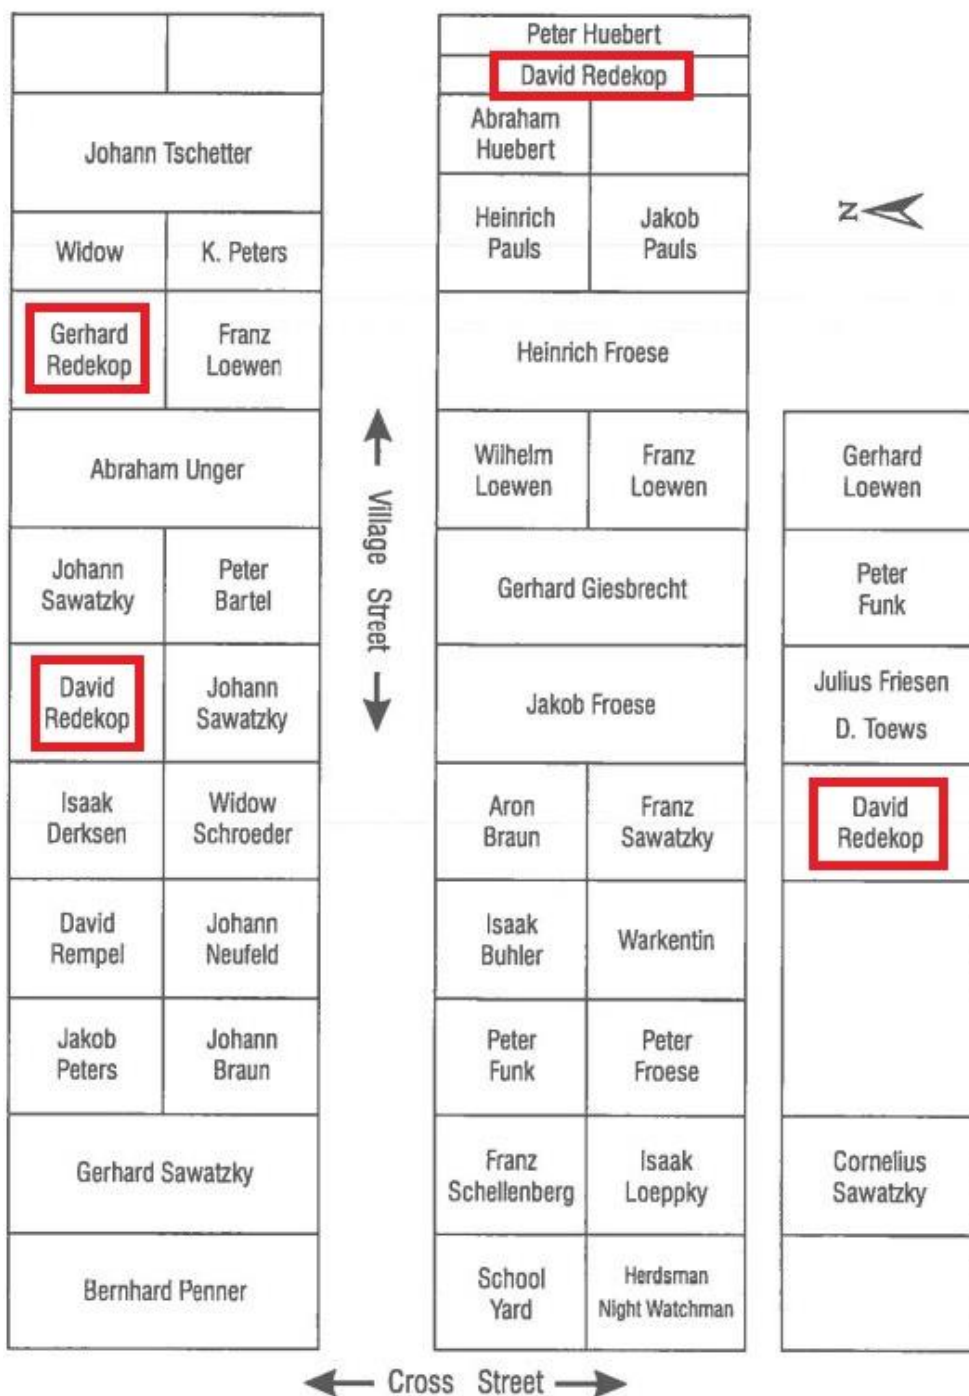 Johann Tschetter
Widow
K. Peters
Gerhard
Redekop
Franz
Loewen
Abraham Unger
Johann
Sawatzky
Peter
Bartel
David
Redekop
Johann
Sawatzky
Isaak
Derksen
Widow
Schroeder
David
Rempel
Johann
Neufeld
Jakob
Peters
Johann
Braun
Gerhard Sawatzky
Bernhard Penner
Village Street
Peter Huebert
David Redekop
Abraham
Huebert
Heinrich
Pauls
Jakob
Pauls
Heinrich Froese
Wilhelm
Loewen
Franz
Loewen
Gerhard Giesbrecht
Jakob Froese
Aron
Braun
Franz
Sawatzky
Isaak
Buhler
Warkentin
Peter
Funk
Peter
Froese
Franz
Schellenberg
Isaak
Loeppky
School
Yard
Herdsman
Night Watchman
N
Gerhard
Loewen
Peter
Funk
Julius Friesen
D. Toews
David
Redekop
Cornelius
Sawatzky
Cross Street